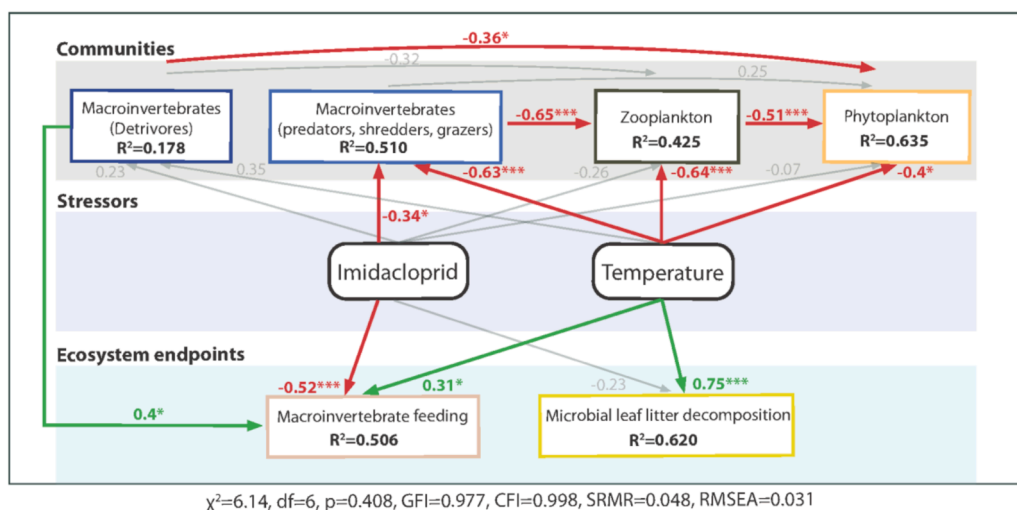 Communities
-0.36*
-0.32
0.25
Macroinvertebrates
(Detrivores)
R²=0.178
Macroinvertebrates
(predators, shredders, grazers)
R²=0.510
-0.65***
Zooplankton
R²=0.425
-0.51***
Phytoplankton
R²=0.635
0.23
0.35
-0.63***
-0.26
-0.64***
-0.07
-0.4*
Stressors
-0.34*
Imidacloprid
Temperature
Ecosystem endpoints
-0.52***
0.31*
-0.23
0.75***
0.4*
Macroinvertebrate feeding
R²=0.506
Microbial leaf litter decomposition
R²=0.620
χ²=6.14, df=6, p=0.408, GFI=0.977, CFI=0.998, SRMR=0.048, RMSEA=0.031